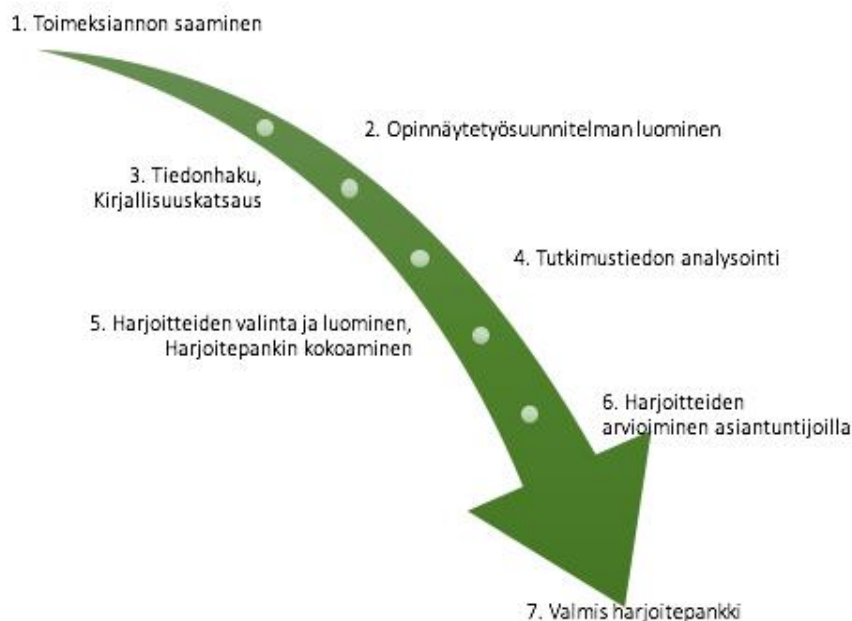 1. Toimeksiannon saaminen
2. Opinnäytetyösuunnitelman luominen
3. Tiedonhaku,
Kirjallisuuskatsaus
4. Tutkimustiedon analysointi
5. Harjoitteiden valinta ja luominen,
Harjoitepankin kokoaminen
6. Harjoitteiden
arvioiminen asiantuntijoilla
7. Valmis harjoitepankki